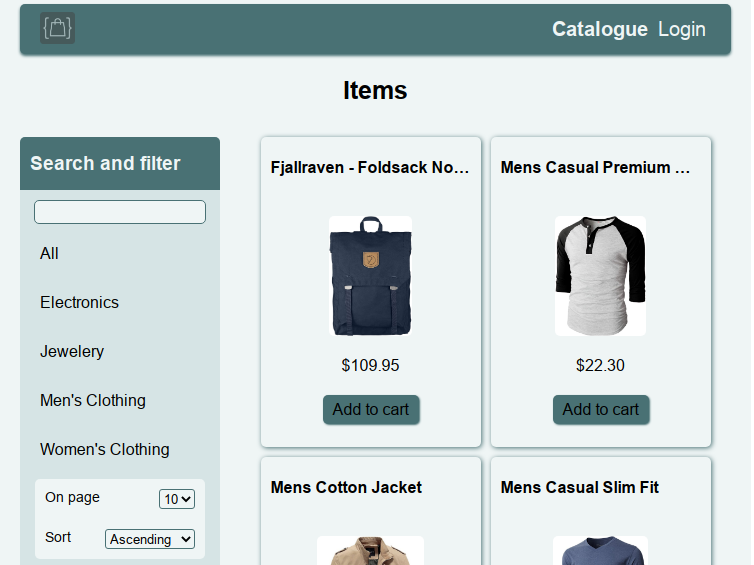 Catalogue Login
Items
Search and filter
All
Electronics
Jewelery
Men's Clothing
Women's Clothing
On page 10
Sort Ascending
Fjallraven - Foldsack No...
$109.95
Add to cart
Mens Casual Premium ...
$22.30
Add to cart
Mens Cotton Jacket
Mens Casual Slim Fit